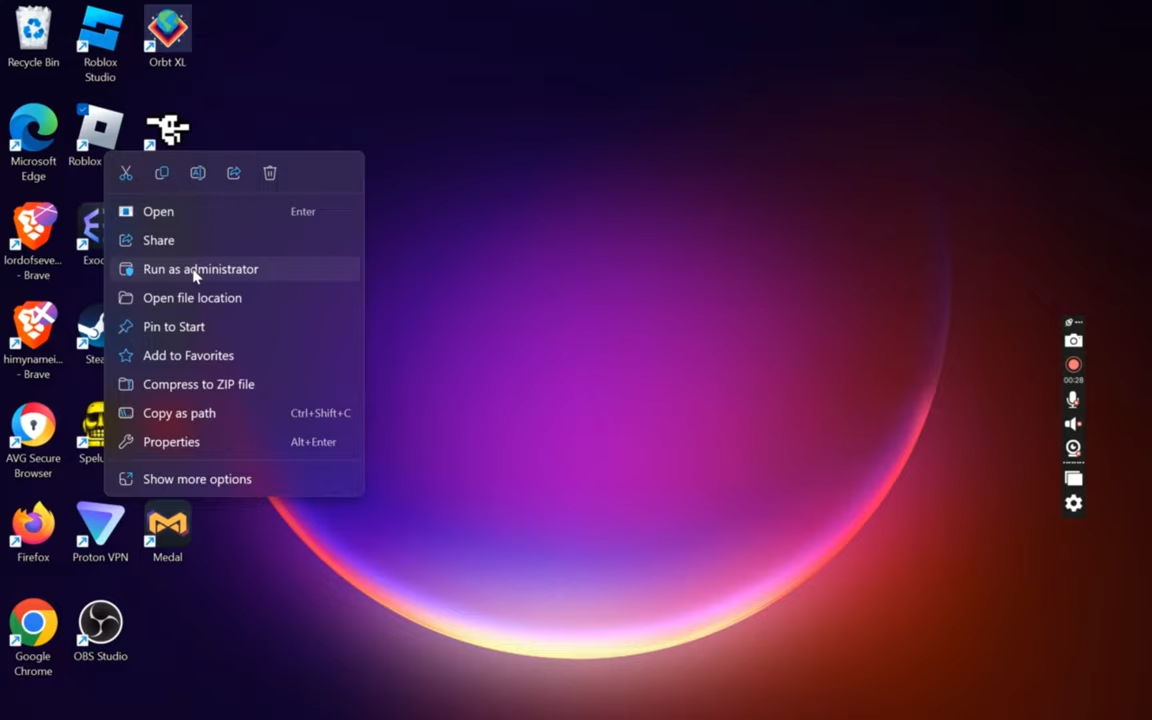 Recycle Bin
Roblox
Studio
Orbt XL
Microsoft
Edge
Roblox
lordofseve...
- Brave
Exod
himynamei...
- Brave
Stea
AVG Secure
Browser
Spelu
Firefox
Proton VPN
Medal
Google
Chrome
OBS Studio
Open Enter
Share
Run as administrator
Open file location
Pin to Start
Add to Favorites
Compress to ZIP file
Copy as path Ctrl+Shift+C
Properties Alt+Enter
Show more options
00:28